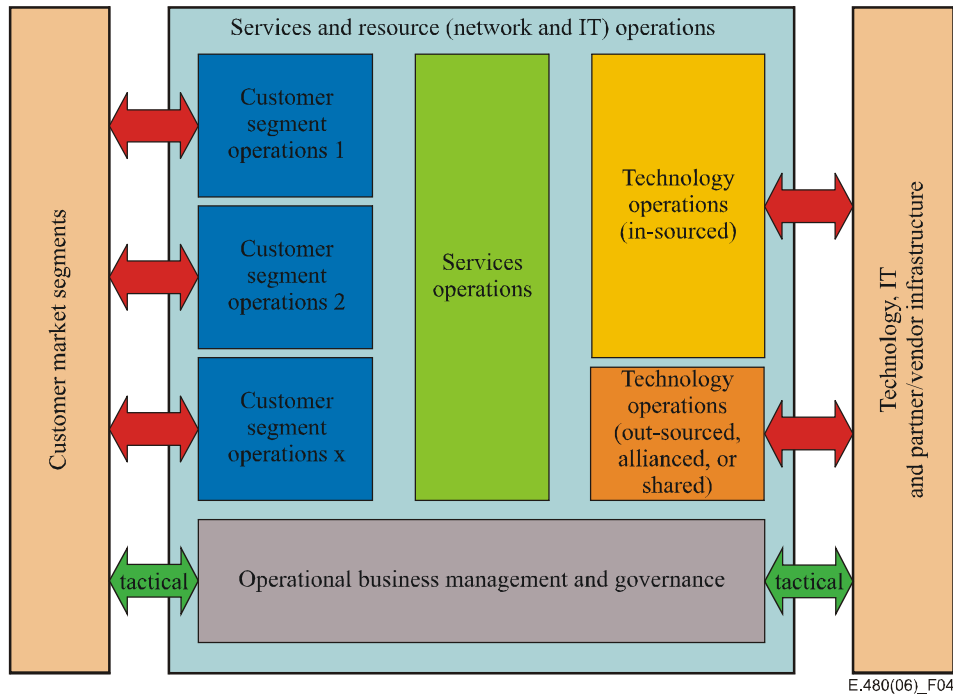 Services and resource (network and IT) operations
Customer market segments
Customer
segment
operations 1
Customer
segment
operations 2
Customer
segment
operations x
Services
operations
Technology
operations
(in-sourced)
Technology
operations
(out-sourced,
allianced, or
shared)
Technology, IT
and partner/vendor infrastructure
tactical
Operational business management and governance
tactical
E.480(06)_F04